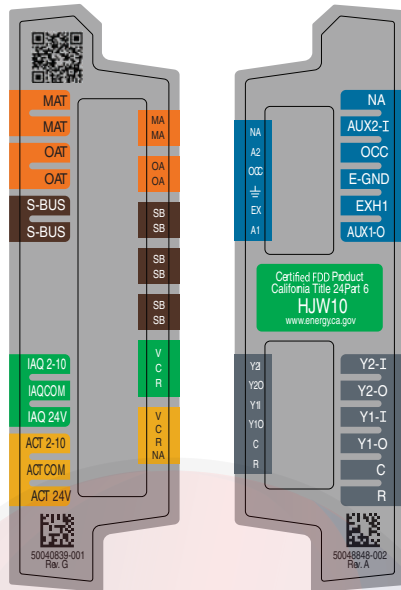 MAT
MAT
OAT
OAT
S-BUS
S-BUS
IAQ 2-10
IAQCOM
IAQ 24V
ACT 2-10
ACTCOM
ACT 24V
50040839-001
Rev. G
MA
MA
OA
OA
SB
SB
SB
SB
SB
SB
V
C
R
V
C
R
NA
NA
A2
OCC
EX
A1
Certified FDD Product
California Title 24Part 6
HJW10
www.energy.ca.gov
Y2I
Y2O
Y1I
Y1O
C
R
NA
AUX2-I
OCC
E-GND
EXH1
AUX1-O
Y2-I
Y2-O
Y1-I
Y1-O
C
R
50048848-002
Rev. A